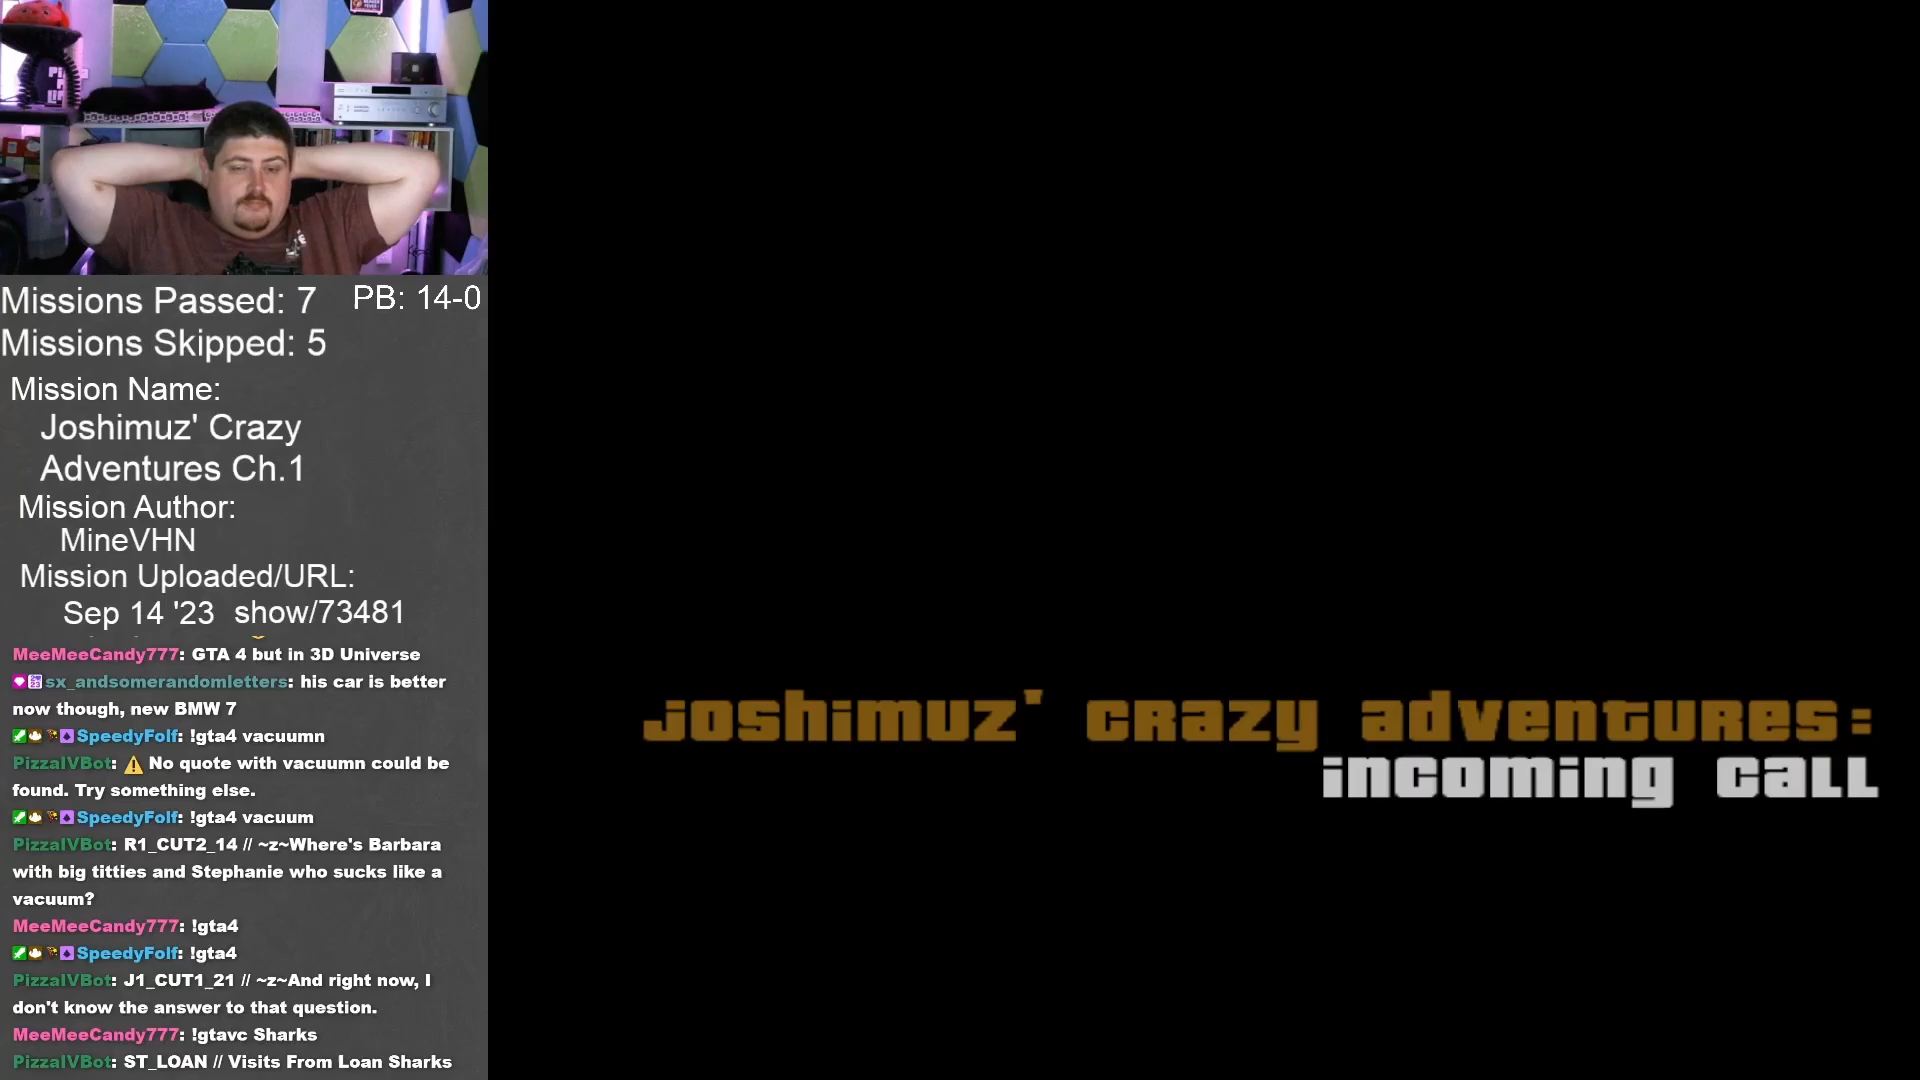 Missions Passed: 7
PB: 14-0
Missions Skipped: 5
Mission Name:
Joshimuz' Crazy
Adventures Ch.1
Mission Author:
MineVHN
Mission Uploaded/URL:
Sep 14 '23 show/73481
MeeMeeCandy777: GTA 4 but in 3D Universe
sx_andsomerandomletters: his car is better
now though, new BMW 7
SpeedyFolf: !gta4 vacuumn
PizzaIVBot: ⚠ No quote with vacuumn could be
found. Try something else.
SpeedyFolf: !gta4 vacuum
PizzaIVBot: R1_CUT2_14 // ~z~Where's Barbara
with big titties and Stephanie who sucks like a
vacuum?
MeeMeeCandy777: !gta4
SpeedyFolf: !gta4
PizzaIVBot: J1_CUT1_21 // ~z~And right now, I
don't know the answer to that question.
MeeMeeCandy777: !gtavc Sharks
PizzaIVBot: ST_LOAN // Visits From Loan Sharks
Joshimuz' Crazy Adventures:
Incoming Call